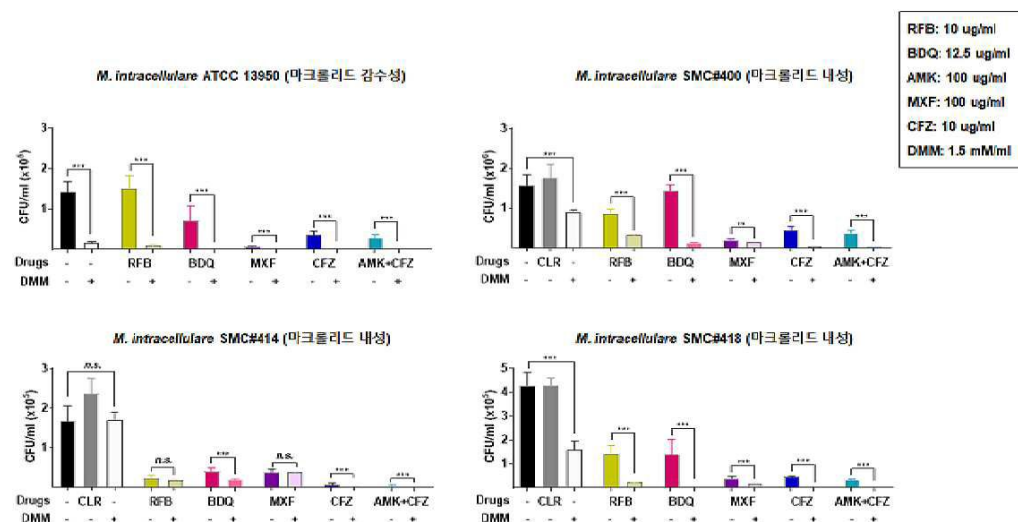 RFB: 10 ug/ml
BDQ: 12.5 ug/ml
AMK: 100 ug/ml
MXF: 100 ug/ml
CFZ: 10 ug/ml
DMM: 1.5 mM/ml
M. intracellulare ATCC 13950 (마크롤리드 감수성)
CFU/ml (x10⁵)
3
2
1
*** *** *** *** *** ***
Drugs - - RFB BDQ MXF CFZ AMK+CFZ
DMM - + - + - + - + - + - +
M. intracellulare SMC#400 (마크롤리드 내성)
3
2
1
*** *** *** *** ***
Drugs - CLR - RFB BDQ MXF CFZ AMK+CFZ
DMM - - + - + - + - + - + - +
M. intracellulare SMC#414 (마크롤리드 내성)
CFU/ml (x10⁵)
3
2
1
n.s. n.s. *** n.s. *** ***
Drugs - CLR - RFB BDQ MXF CFZ AMK+CFZ
DMM - - + - + - + - + - + - +
M. intracellulare SMC#418 (마크롤리드 내성)
CFU/ml (x10⁵)
5
4
3
2
1
*** *** *** *** *** ***
Drugs - CLR - RFB BDQ MXF CFZ AMK+CFZ
DMM - - + - + - + - + - + - +